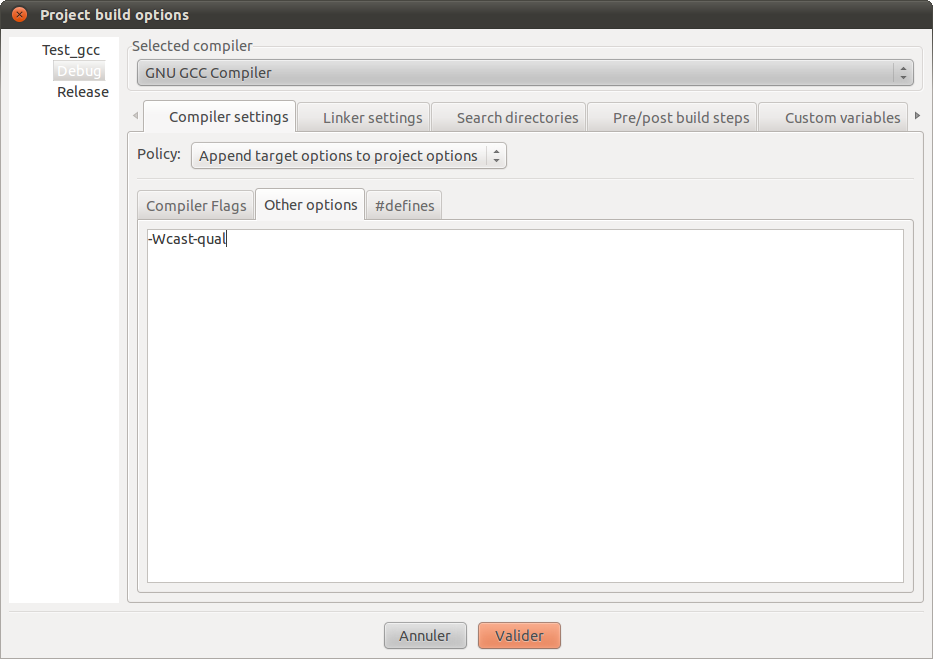 Project build options
Test_gcc
Debug
Release
Selected compiler
GNU GCC Compiler
Compiler settings Linker settings Search directories Pre/post build steps Custom variables
Policy: Append target options to project options
Compiler Flags Other options #defines
-Wcast-qual
Annuler Valider